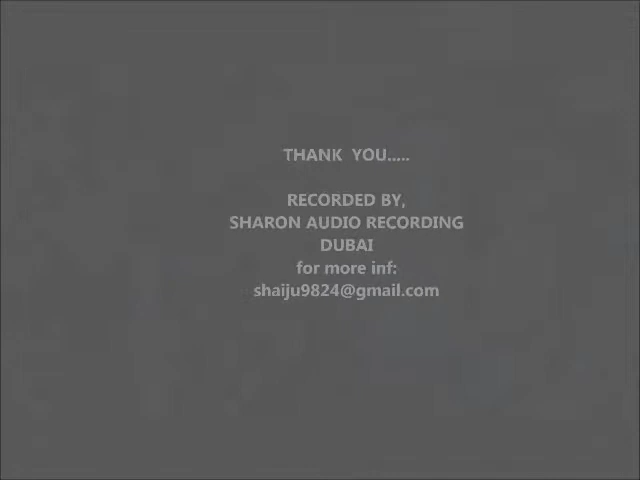 THANK  YOU.....
RECORDED BY,
SHARON AUDIO RECORDING
DUBAI
for more inf:
shaiju9824@gmail.com